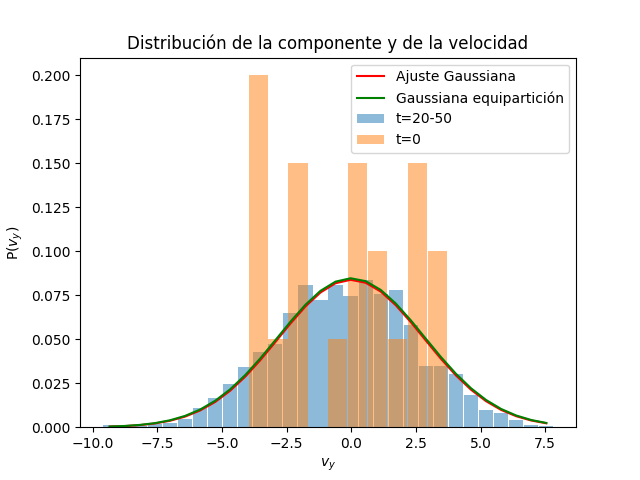 Distribución de la componente y de la velocidad
Ajuste Gaussiana
Gaussiana equipartición
t=20-50
t=0
P(v_y)
0.200
0.175
0.150
0.125
0.100
0.075
0.050
0.025
0.000
−10.0 −7.5 −5.0 −2.5 0.0 2.5 5.0 7.5
v_y